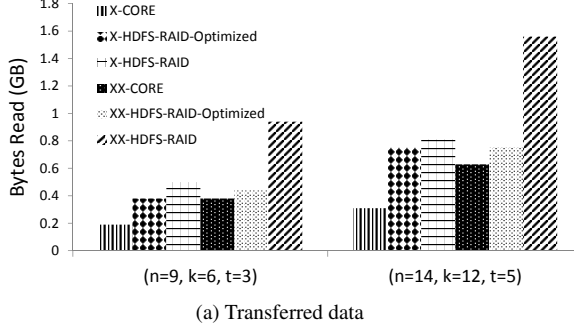 1.8
1.6
1.4
1.2
1
0.8
0.6
0.4
0.2
0
Bytes Read (GB)
X-CORE
X-HDFS-RAID-Optimized
X-HDFS-RAID
XX-CORE
XX-HDFS-RAID-Optimized
XX-HDFS-RAID
(n=9, k=6, t=3)
(n=14, k=12, t=5)
(a) Transferred data